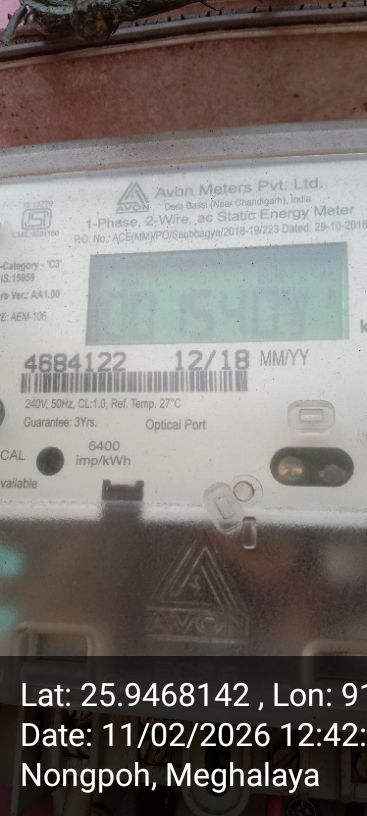 Avon Meters Pvt. Ltd.
AVON
Dera Bassi (Near Chandigarh), India
IS 13779
1-Phase, 2-Wire, ac Static Energy Meter
P.O. No.: ACE(MM)/PO/Saubhagya/2018-19/223 Dated: 29-10-2018
-Category - 'C3'
IS:15959
rs Ver.: AA1.00
E: AEM-106
k
4684122 12/18 MM/YY
240V, 50Hz, CL:1.0, Ref. Temp. 27°C
Guarantee: 3Yrs. Optical Port
CAL 6400
imp/kWh
vailable
AVON
Lat: 25.9468142 , Lon: 91
Date: 11/02/2026 12:42:
Nongpoh, Meghalaya